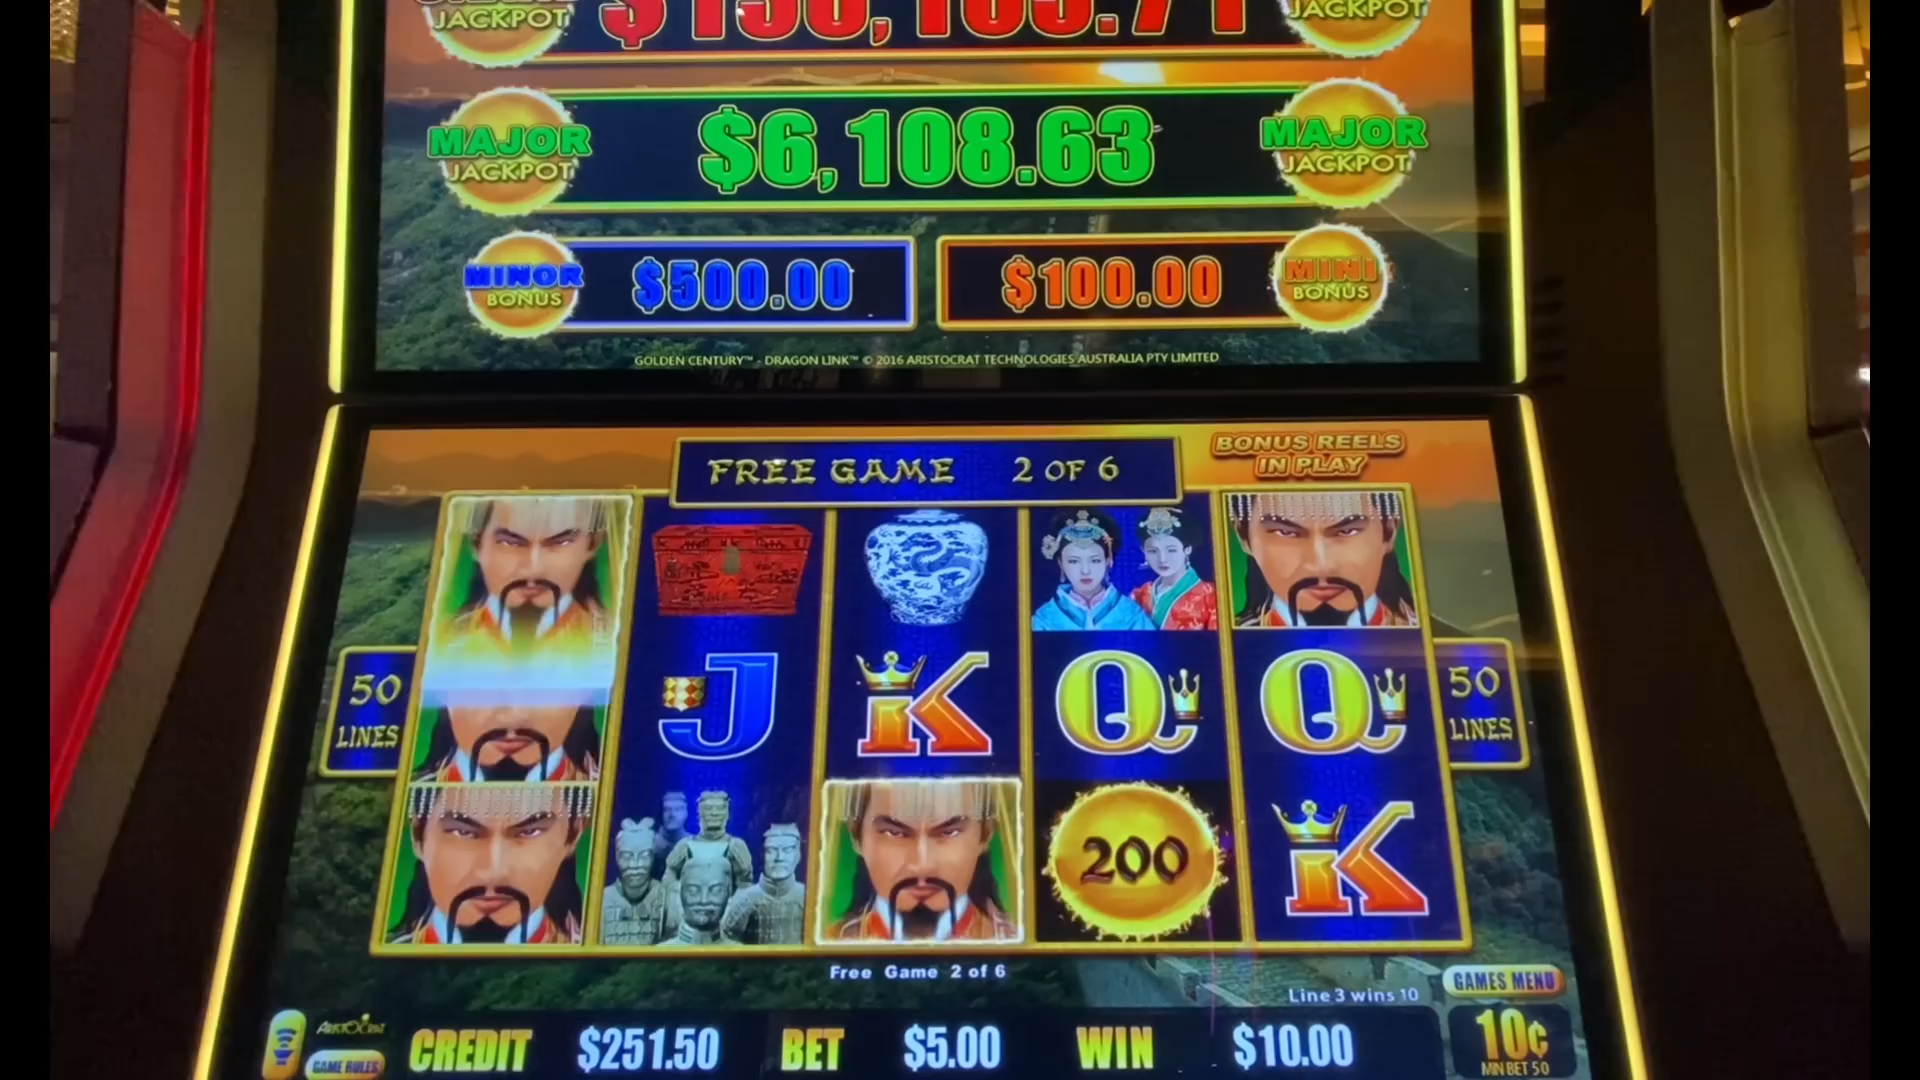 JACKPOT
JACKPOT
MAJOR
JACKPOT
$6,108.63
MAJOR
JACKPOT
MINOR
BONUS
$500.00
$100.00
MINI
BONUS
GOLDEN CENTURY™ - DRAGON LINK™ © 2016 ARISTOCRAT TECHNOLOGIES AUSTRALIA PTY LIMITED
FREE GAME 2 OF 6
BONUS REELS
IN PLAY
50
LINES
J
K
Q
Q
50
LINES
200
K
Free Game 2 of 6
Line 3 wins 10
GAMES MENU
ARISTOCRAT
GAME RULES
CREDIT $251.50 BET $5.00 WIN $10.00
10¢
MIN BET 50